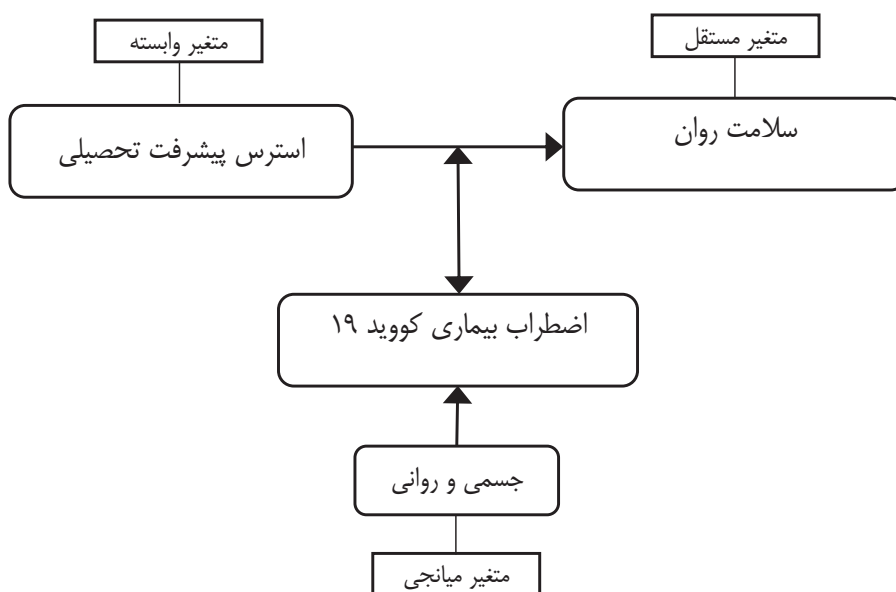 متغیر مستقل
متغیر وابسته
سلامت روان
استرس پیشرفت تحصیلی
اضطراب بیماری کووید ۱۹
جسمی و روانی
متغیر میانجی